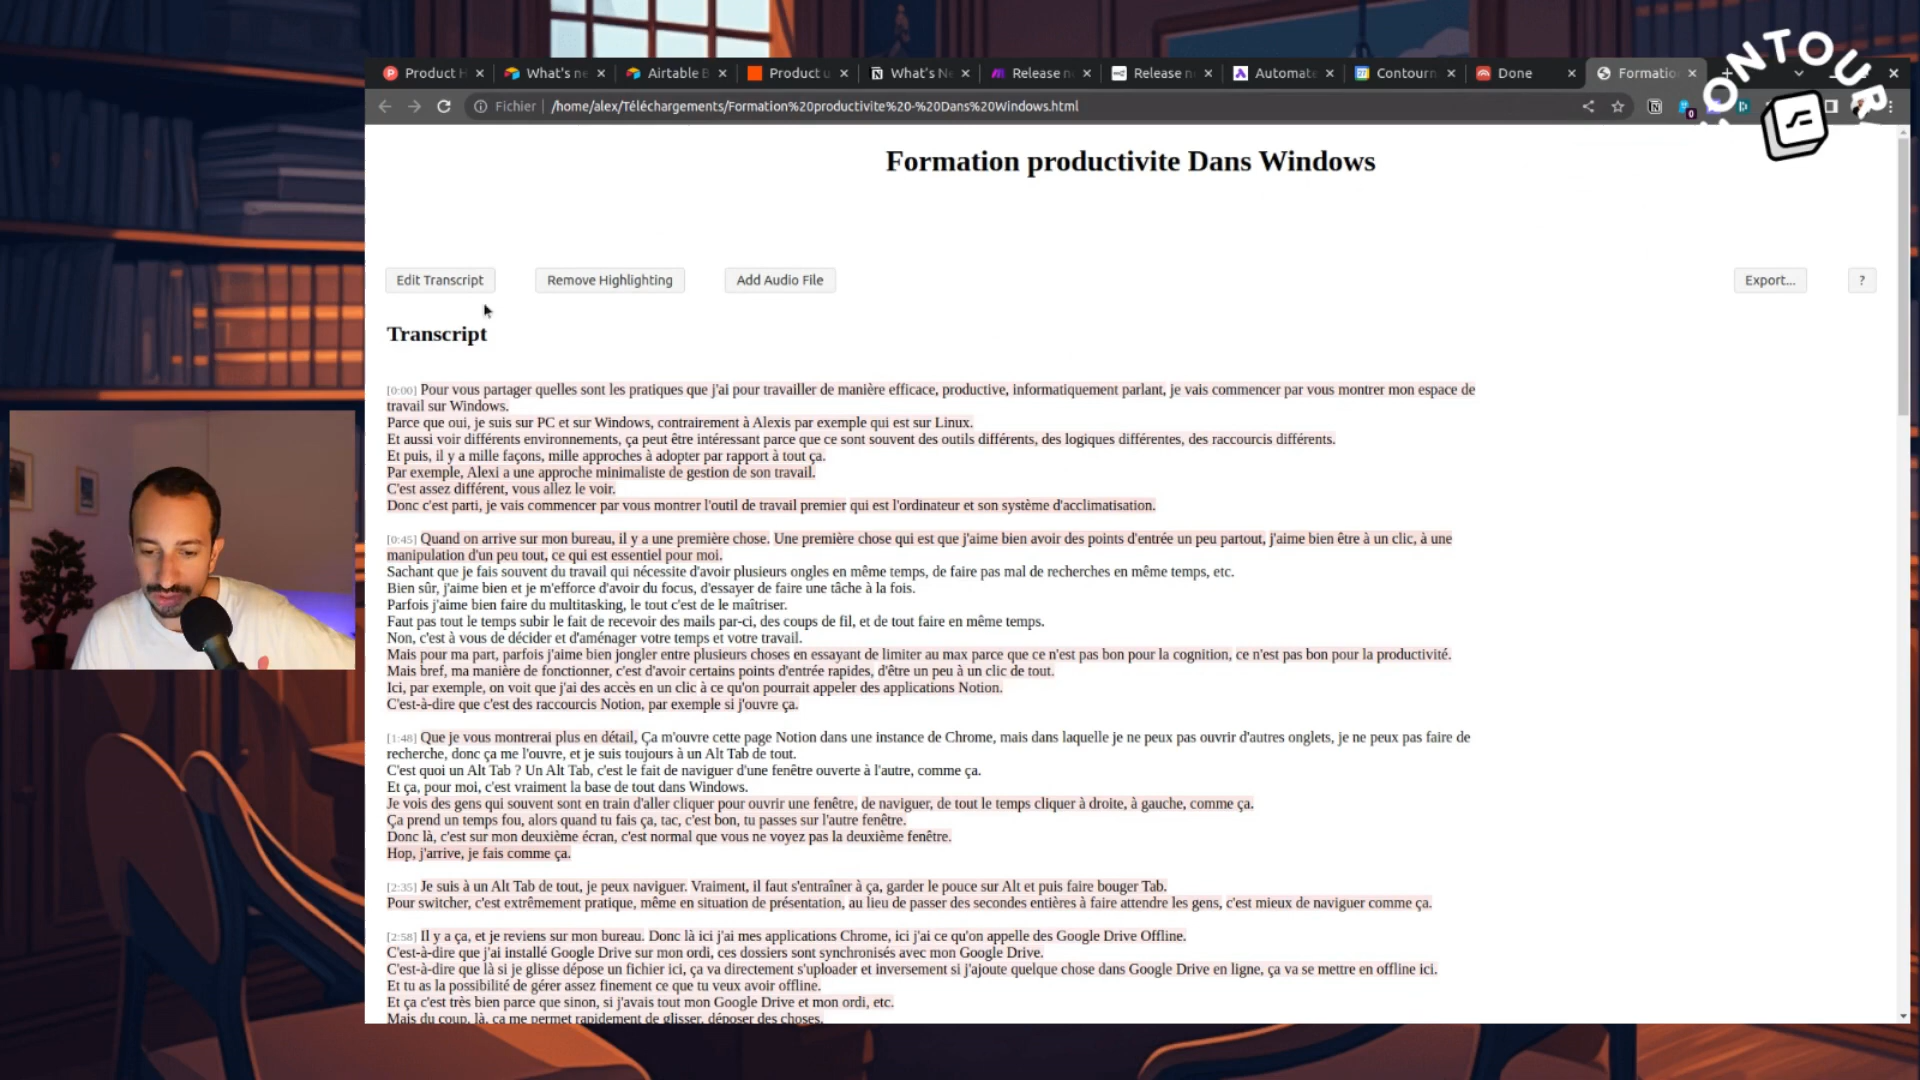 Product H
What's ne
Airtable B
Product u
What's Ne
Release n
Release n
Automat
Contourn
Done
Formatio
CONTOUR
Fichier
/home/alex/Téléchargements/Formation%20productivite%20-%20Dans%20Windows.html
0
Formation productivite Dans Windows
Edit Transcript
Remove Highlighting
Add Audio File
Export...
?
Transcript
[0:00] Pour vous partager quelles sont les pratiques que j'ai pour travailler de manière efficace, productive, informatiquement parlant, je vais commencer par vous montrer mon espace de
travail sur Windows.
Parce que oui, je suis sur PC et sur Windows, contrairement à Alexis par exemple qui est sur Linux.
Et aussi voir différents environnements, ça peut être intéressant parce que ce sont souvent des outils différents, des logiques différentes, des raccourcis différents.
Et puis, il y a mille façons, mille approches à adopter par rapport à tout ça.
Par exemple, Alexi a une approche minimaliste de gestion de son travail.
C'est assez différent, vous allez le voir.
Donc c'est parti, je vais commencer par vous montrer l'outil de travail premier qui est l'ordinateur et son système d'acclimatisation.
[0:45] Quand on arrive sur mon bureau, il y a une première chose. Une première chose qui est que j'aime bien avoir des points d'entrée un peu partout, j'aime bien être à un clic, à une
manipulation d'un peu tout, ce qui est essentiel pour moi.
Sachant que je fais souvent du travail qui nécessite d'avoir plusieurs ongles en même temps, de faire pas mal de recherches en même temps, etc.
Bien sûr, j'aime bien et je m'efforce d'avoir du focus, d'essayer de faire une tâche à la fois.
Parfois j'aime bien faire du multitasking, le tout c'est de le maîtriser.
Faut pas tout le temps subir le fait de recevoir des mails par-ci, des coups de fil, et de tout faire en même temps.
Non, c'est à vous de décider et d'aménager votre temps et votre travail.
Mais pour ma part, parfois j'aime bien jongler entre plusieurs choses en essayant de limiter au max parce que ce n'est pas bon pour la cognition, ce n'est pas bon pour la productivité.
Mais bref, ma manière de fonctionner, c'est d'avoir certains points d'entrée rapides, d'être un peu à un clic de tout.
Ici, par exemple, on voit que j'ai des accès en un clic à ce qu'on pourrait appeler des applications Notion.
C'est-à-dire que c'est des raccourcis Notion, par exemple si j'ouvre ça.
[1:48] Que je vous montrerai plus en détail, Ça m'ouvre cette page Notion dans une instance de Chrome, mais dans laquelle je ne peux pas ouvrir d'autres onglets, je ne peux pas faire de
recherche, donc ça me l'ouvre, et je suis toujours à un Alt Tab de tout.
C'est quoi un Alt Tab ? Un Alt Tab, c'est le fait de naviguer d'une fenêtre ouverte à l'autre, comme ça.
Et ça, pour moi, c'est vraiment la base de tout dans Windows.
Je vois des gens qui souvent sont en train d'aller cliquer pour ouvrir une fenêtre, de naviguer, de tout le temps cliquer à droite, à gauche, comme ça.
Ça prend un temps fou, alors quand tu fais ça, tac, c'est bon, tu passes sur l'autre fenêtre.
Donc là, c'est sur mon deuxième écran, c'est normal que vous ne voyez pas la deuxième fenêtre.
Hop, j'arrive, je fais comme ça.
[2:35] Je suis à un Alt Tab de tout, je peux naviguer. Vraiment, il faut s'entraîner à ça, garder le pouce sur Alt et puis faire bouger Tab.
Pour switcher, c'est extrêmement pratique, même en situation de présentation, au lieu de passer des secondes entières à faire attendre les gens, c'est mieux de naviguer comme ça.
[2:58] Il y a ça, et je reviens sur mon bureau. Donc là ici j'ai mes applications Chrome, ici j'ai ce qu'on appelle des Google Drive Offline.
C'est-à-dire que j'ai installé Google Drive sur mon ordi, ces dossiers sont synchronisés avec mon Google Drive.
C'est-à-dire que là si je glisse dépose un fichier ici, ça va directement s'uploader et inversement si j'ajoute quelque chose dans Google Drive en ligne, ça va se mettre en offline ici.
Et tu as la possibilité de gérer assez finement ce que tu veux avoir offline.
Et ça c'est très bien parce que sinon, si j'avais tout mon Google Drive et mon ordi, etc.
Mais du coup, là, ça me permet rapidement de glisser, déposer des choses.